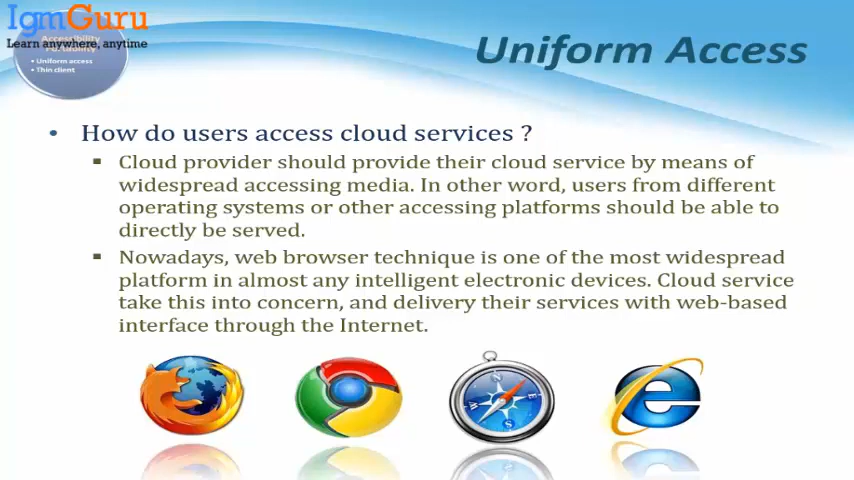 IgmGuru
Learn anywhere, anytime
Accessibility
Portability
• Uniform access
• Thin client
Uniform Access
• How do users access cloud services ?
▪ Cloud provider should provide their cloud service by means of
widespread accessing media. In other word, users from different
operating systems or other accessing platforms should be able to
directly be served.
▪ Nowadays, web browser technique is one of the most widespread
platform in almost any intelligent electronic devices. Cloud service
take this into concern, and delivery their services with web-based
interface through the Internet.
N
W
E
S